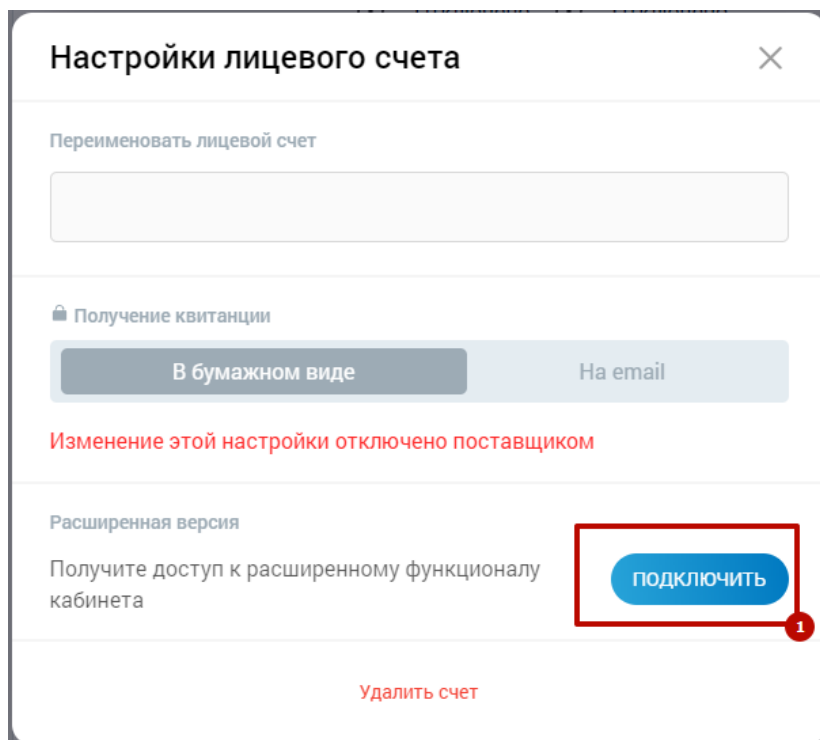 Настройки лицевого счета
Переименовать лицевой счет
Получение квитанции
В бумажном виде
На email
Изменение этой настройки отключено поставщиком
Расширенная версия
Получите доступ к расширенному функционалу
кабинета
ПОДКЛЮЧИТЬ
1
Удалить счет